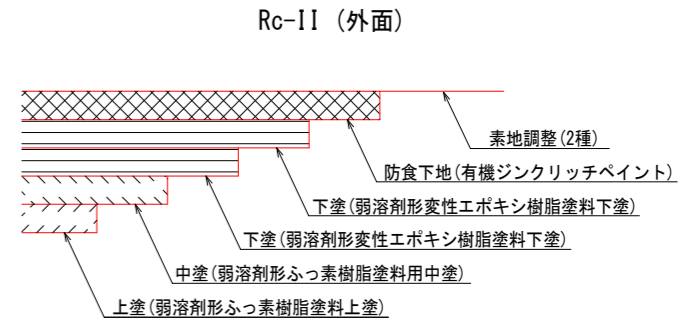 Rc-II (外面)
素地調整(2種)
防食下地(有機ジンクリッチペイント)
下塗(弱溶剤形変性エポキシ樹脂塗料下塗)
下塗(弱溶剤形変性エポキシ樹脂塗料下塗)
中塗(弱溶剤形ふっ素樹脂塗料用中塗)
上塗(弱溶剤形ふっ素樹脂塗料上塗)